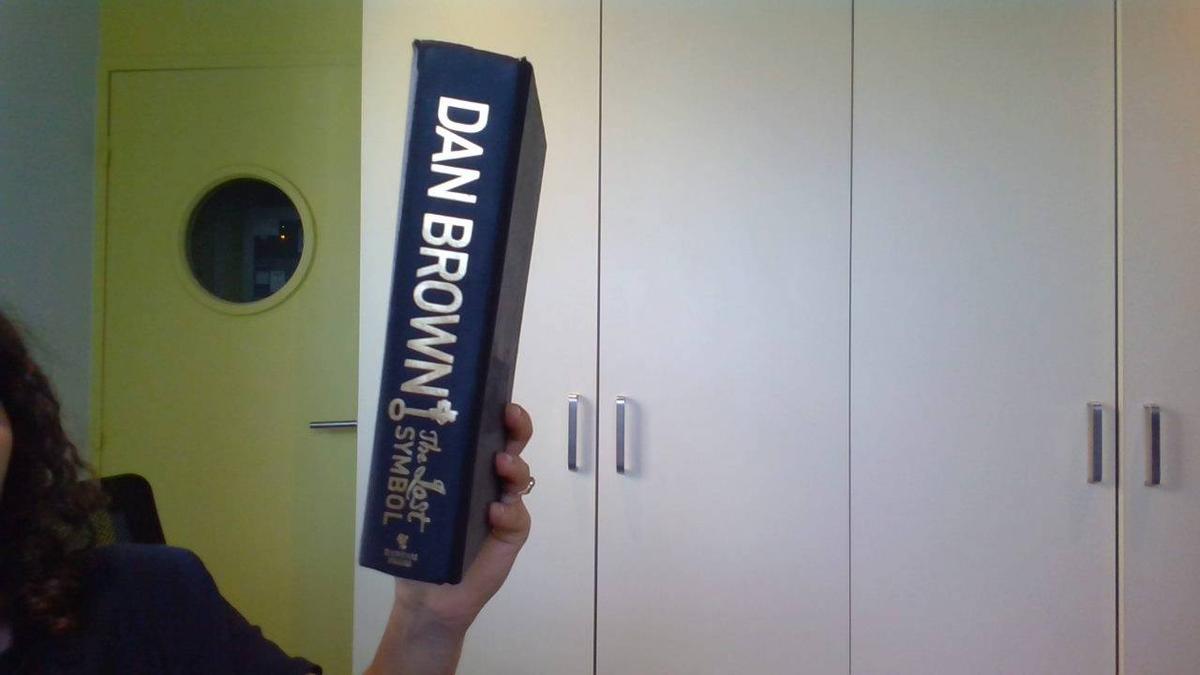 DAN BROWN
The Lost
SYMBOL